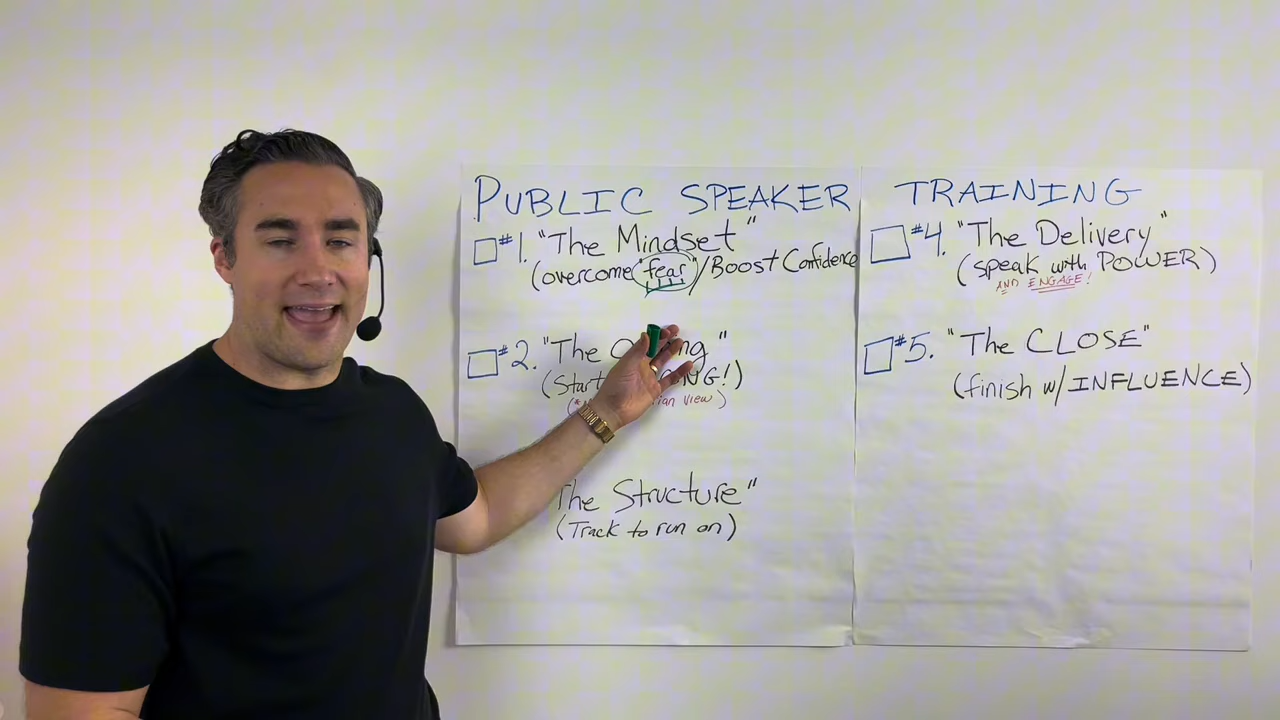 PUBLIC SPEAKER TRAINING
#1. "The Mindset"
(overcome "fear"/Boost Confidence
#2. "The
(Start
view)
The Structure"
(Track to run on)
#4. "The Delivery"
(speak with POWER)
AND ENGAGE!
#5. "The CLOSE"
(finish w/INFLUENCE)